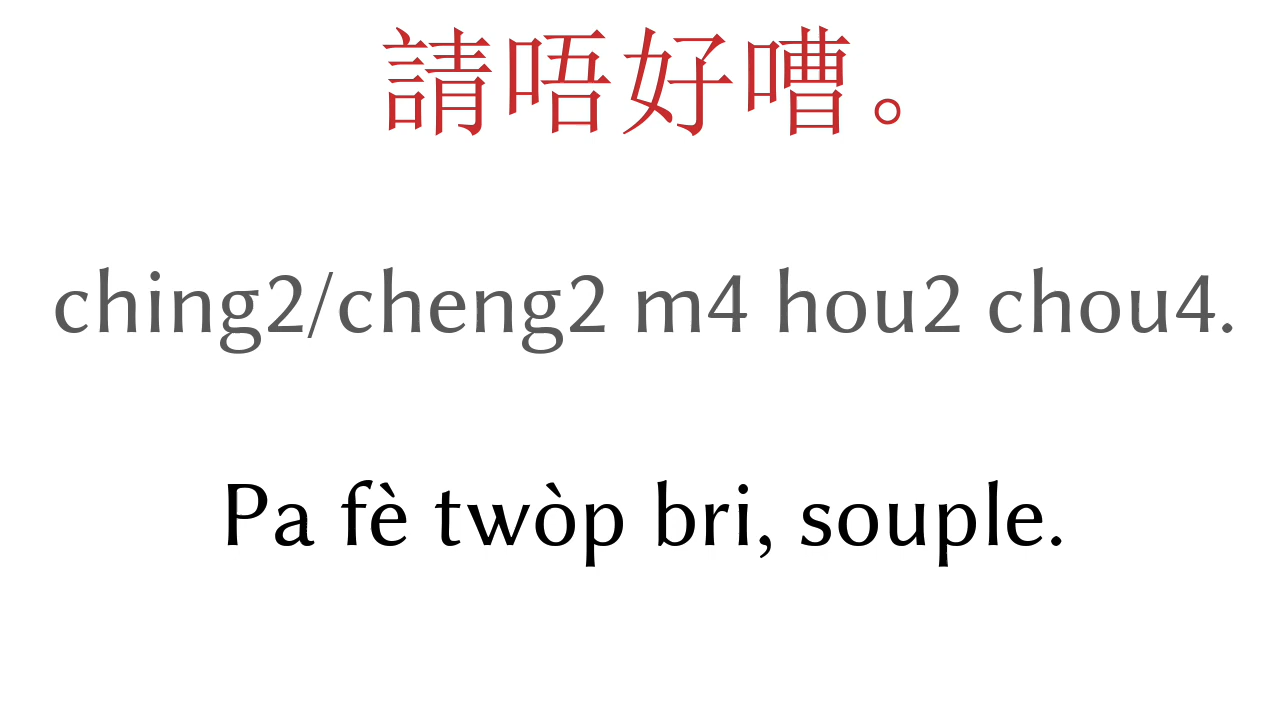 請唔好嘈。
ching2/cheng2 m4 hou2 chou4.
Pa fè twòp bri, souple.